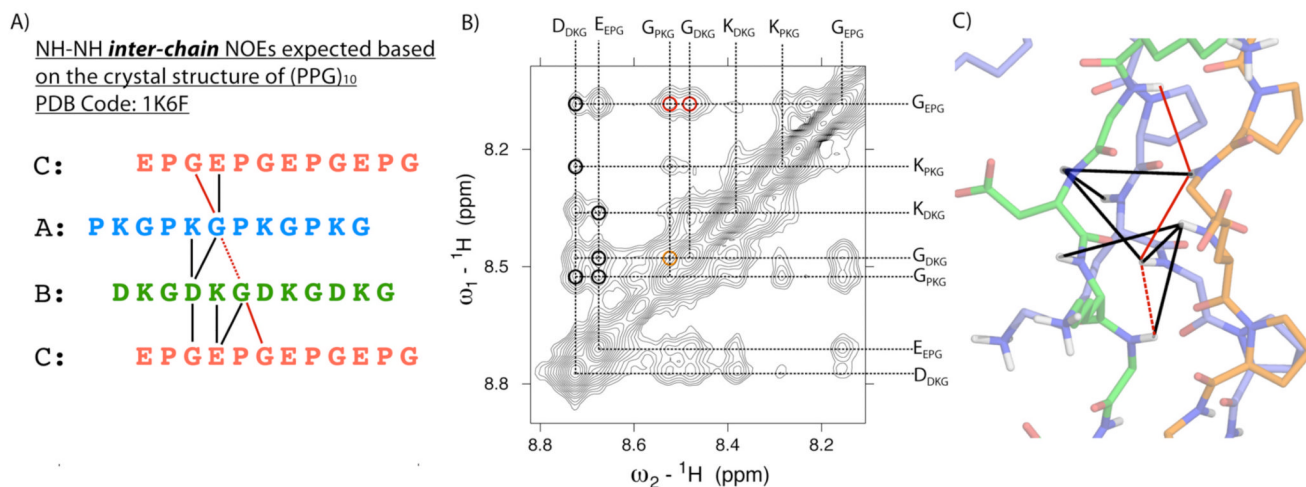 A)
NH-NH inter-chain NOEs expected based
on the crystal structure of (PPG)10
PDB Code: 1K6F
C: EPGEPGEPGEPG
A: PKGPKGPKGPKG
B: DKGDKGDKGDKG
C: EPGEPGEPGEPG
B)
DDKG EEPG GPKG GDKG KDKG KPKG GEPG
GEPG
KPKG
KDKG
GDKG
GPKG
EEPG
DDKG
8.2
8.5
8.8
ω1 - 1H (ppm)
8.8 8.6 8.4 8.2
ω2 - 1H (ppm)
C)